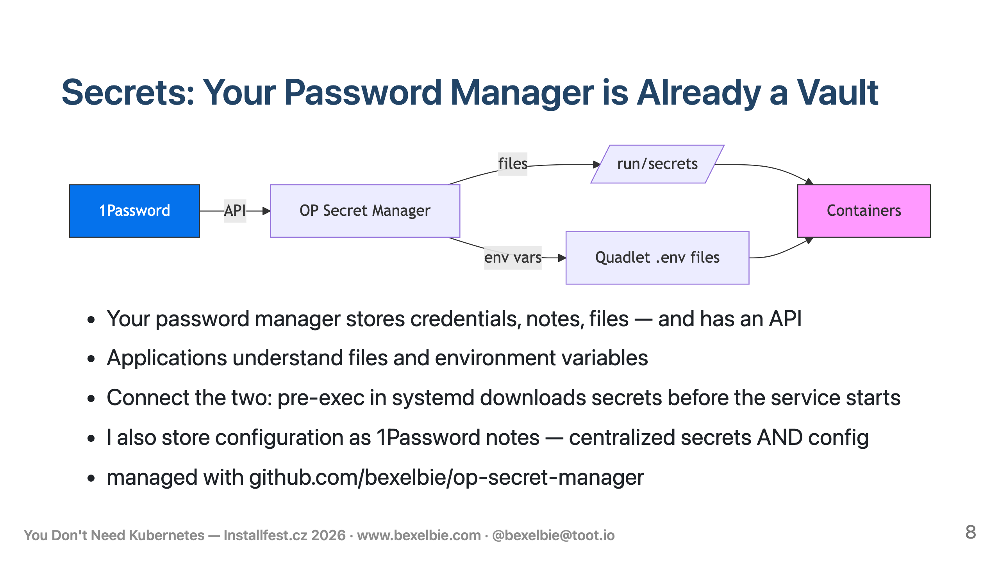 Secrets: Your Password Manager is Already a Vault
files
run/secrets
1Password
API
OP Secret Manager
Containers
env vars
Quadlet .env files
• Your password manager stores credentials, notes, files — and has an API
• Applications understand files and environment variables
• Connect the two: pre-exec in systemd downloads secrets before the service starts
• I also store configuration as 1Password notes — centralized secrets AND config
• managed with github.com/bexelbie/op-secret-manager
You Don't Need Kubernetes — Installfest.cz 2026 · www.bexelbie.com · @bexelbie@toot.io
8